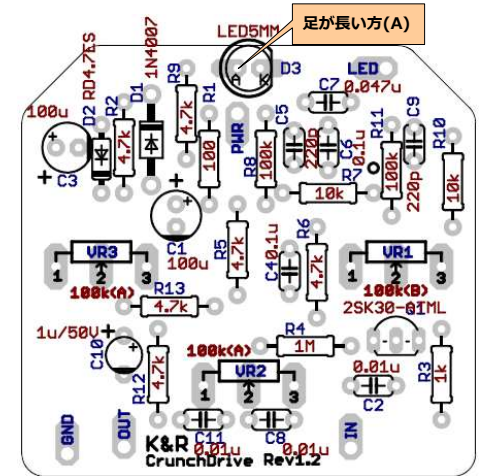 足が長い方(A)
LED5MM
A
K
D3
LED
RD4.7ES
D2
1N4007
D1
R9
4.7k
R2
4.7k
R1
100
100u
C3
PWR
C7
0.047u
C5
220p
C6
0.1u
R8
100k
R7
10k
R11
100k
C9
220p
R10
10k
C1
100u
R5
4.7k
C4
0.1u
R6
4.7k
VR3
1
2
3
100k(A)
VR1
1
2
3
100k(B)
R13
4.7k
2SK30-ATML
Q1
1u/50V
C10
R4
1M
R12
4.7k
100k(A)
VR2
1
2
3
0.01u
C2
R3
1k
GND
OUT
C11
0.01u
C8
0.01u
IN
K&R
CrunchDrive Rev1.2